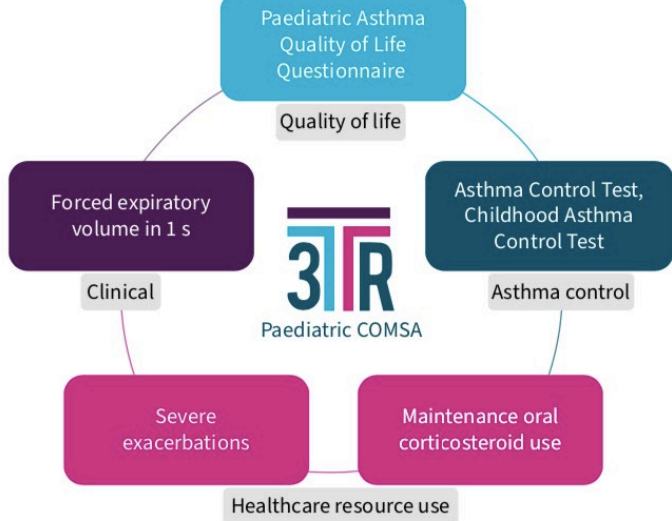 Paediatric Asthma
Quality of Life
Questionnaire
Quality of life
Forced expiratory
volume in 1 s
Clinical
Asthma Control Test,
Childhood Asthma
Control Test
Asthma control
3TR
Paediatric COMSA
Severe
exacerbations
Maintenance oral
corticosteroid use
Healthcare resource use